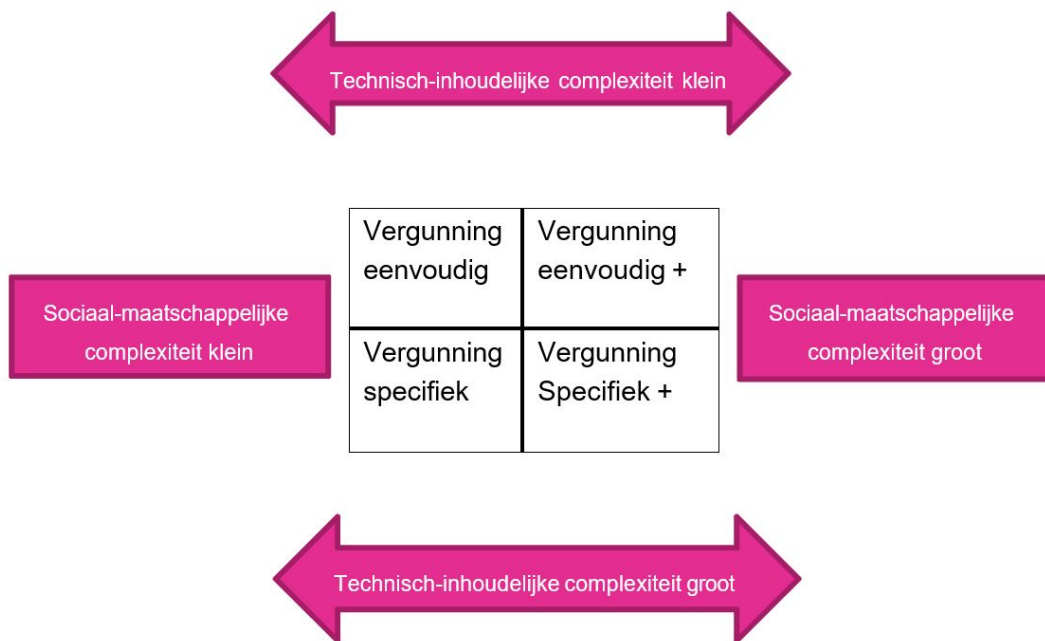 Technisch-inhoudelijke complexiteit klein
Vergunning
eenvoudig
Vergunning
eenvoudig +
Sociaal-maatschappelijke
complexiteit klein
Sociaal-maatschappelijke
complexiteit groot
Vergunning
specifiek
Vergunning
Specifiek +
Technisch-inhoudelijke complexiteit groot